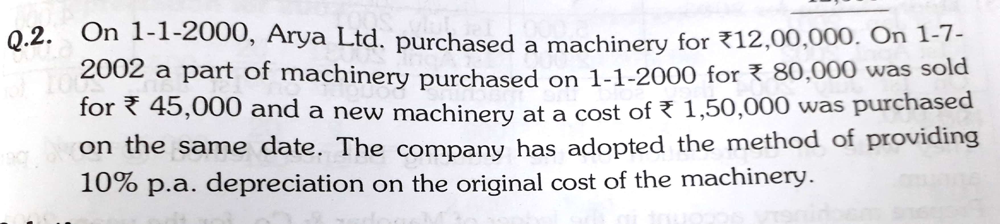 Q.2. On 1-1-2000, Arya Ltd. purchased a machinery for ₹12,00,000. On 1-7-
2002 a part of machinery purchased on 1-1-2000 for ₹ 80,000 was sold
for ₹ 45,000 and a new machinery at a cost of ₹ 1,50,000 was purchased
on the same date. The company has adopted the method of providing
10% p.a. depreciation on the original cost of the machinery.